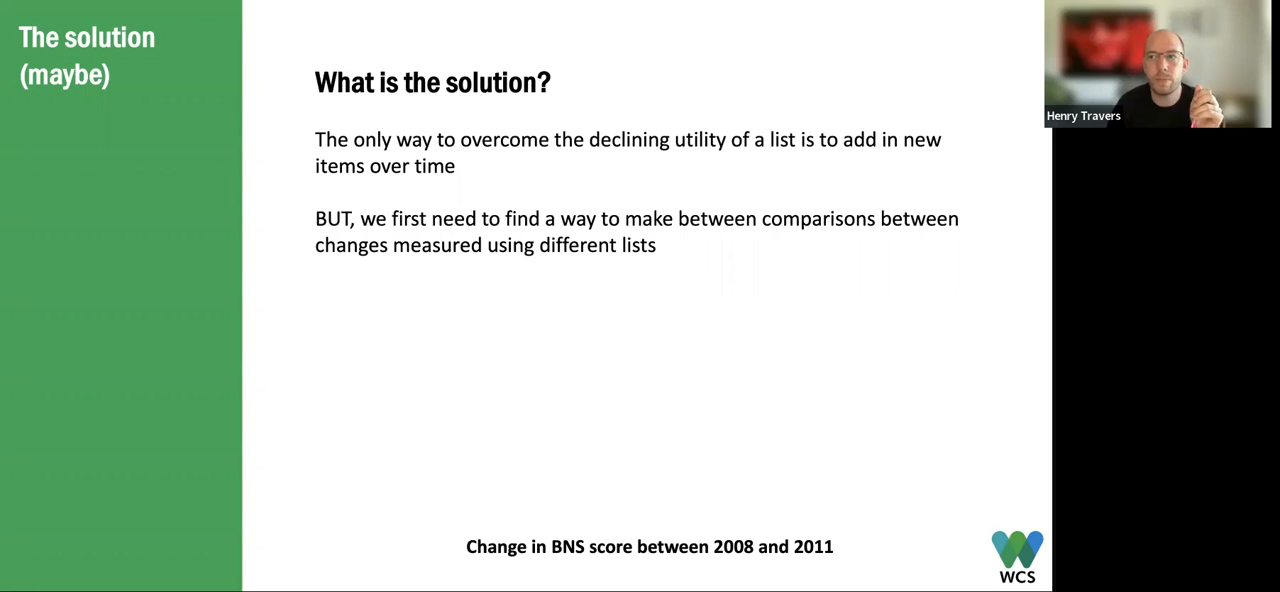 The solution
(maybe)
What is the solution?
The only way to overcome the declining utility of a list is to add in new
items over time
BUT, we first need to find a way to make between comparisons between
changes measured using different lists
Change in BNS score between 2008 and 2011
WCS
Henry Travers